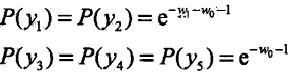 P(y₁) = P(y₂) = e^{-w₁-w₀-1}
P(y₃) = P(y₄) = P(y₅) = e^{-w₀-1}